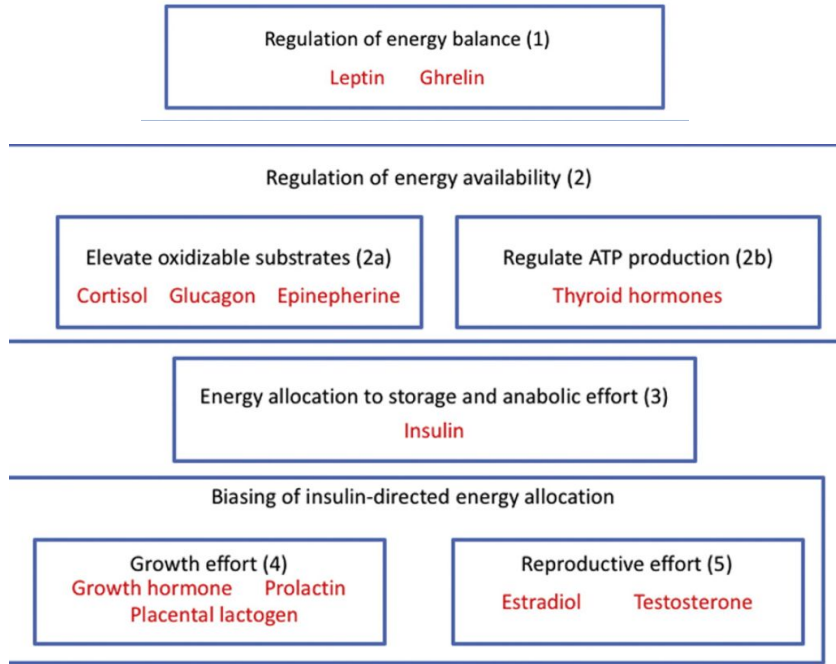 Regulation of energy balance (1)
Leptin Ghrelin
Regulation of energy availability (2)
Elevate oxidizable substrates (2a)
Cortisol Glucagon Epinepherine
Regulate ATP production (2b)
Thyroid hormones
Energy allocation to storage and anabolic effort (3)
Insulin
Biasing of insulin-directed energy allocation
Growth effort (4)
Growth hormone Prolactin
Placental lactogen
Reproductive effort (5)
Estradiol Testosterone